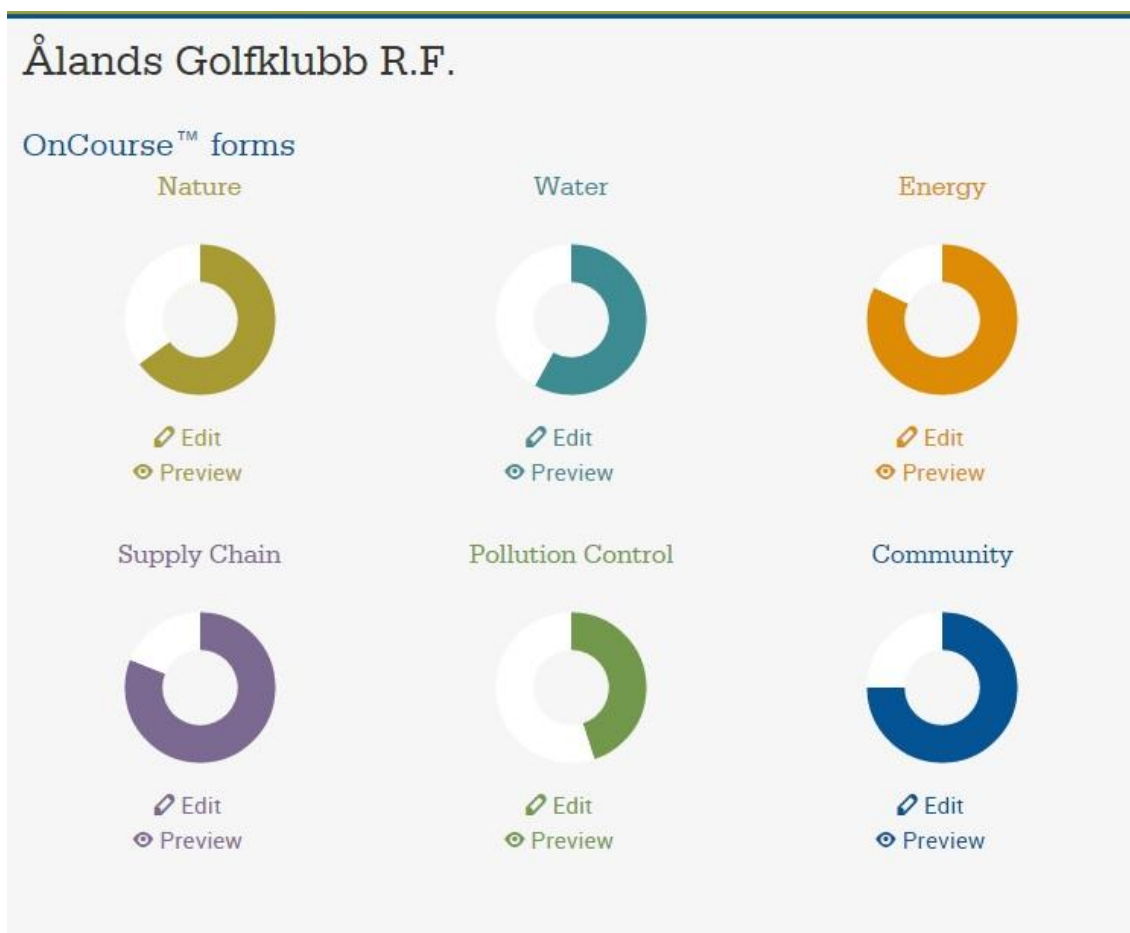 Ålands Golfklubb R.F.
OnCourse™ forms
Nature
Water
Energy
Edit
Preview
Edit
Preview
Edit
Preview
Supply Chain
Pollution Control
Community
Edit
Preview
Edit
Preview
Edit
Preview